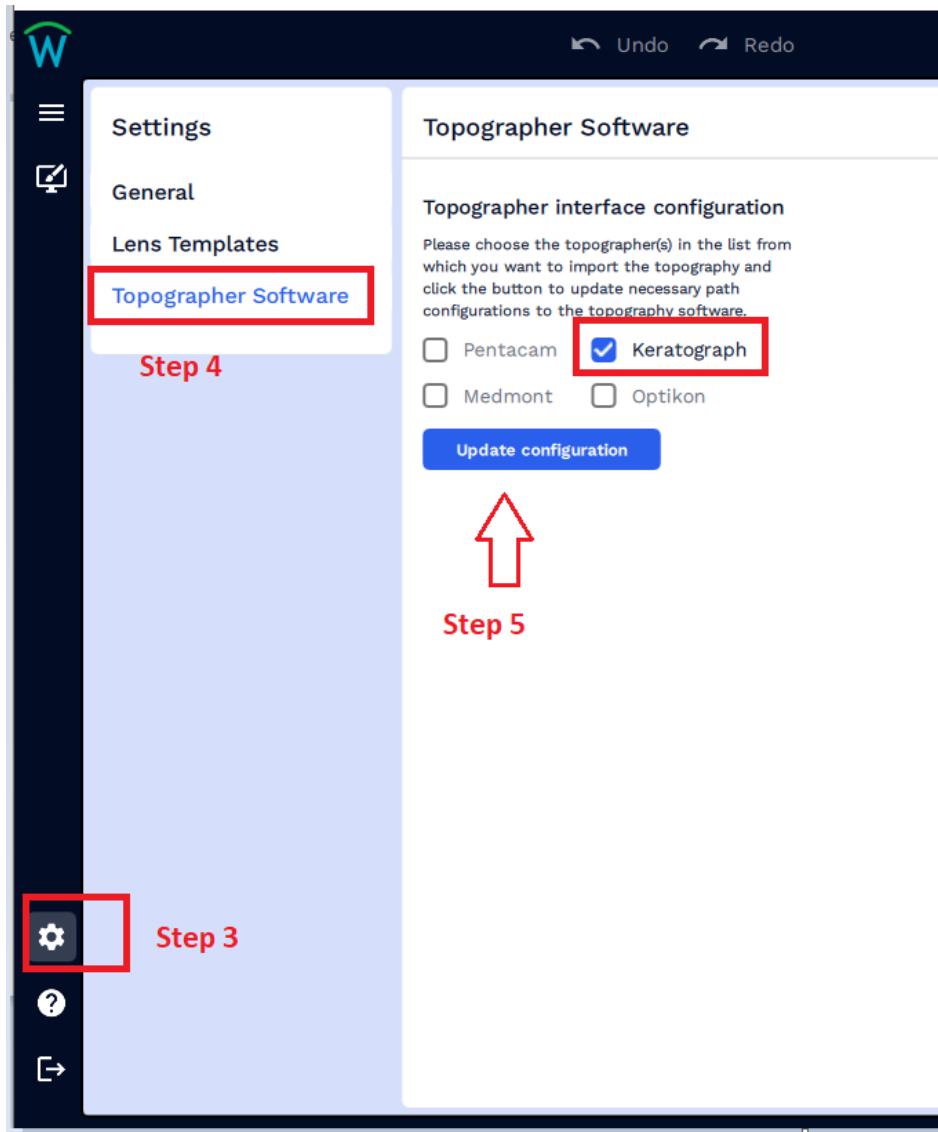 W
Undo Redo
Settings
General
Lens Templates
Topographer Software
Step 4
Topographer Software
Topographer interface configuration
Please choose the topographer(s) in the list from
which you want to import the topography and
click the button to update necessary path
configurations to the topography software.
Pentacam Keratograph
Medmont Optikon
Update configuration
Step 5
Step 3